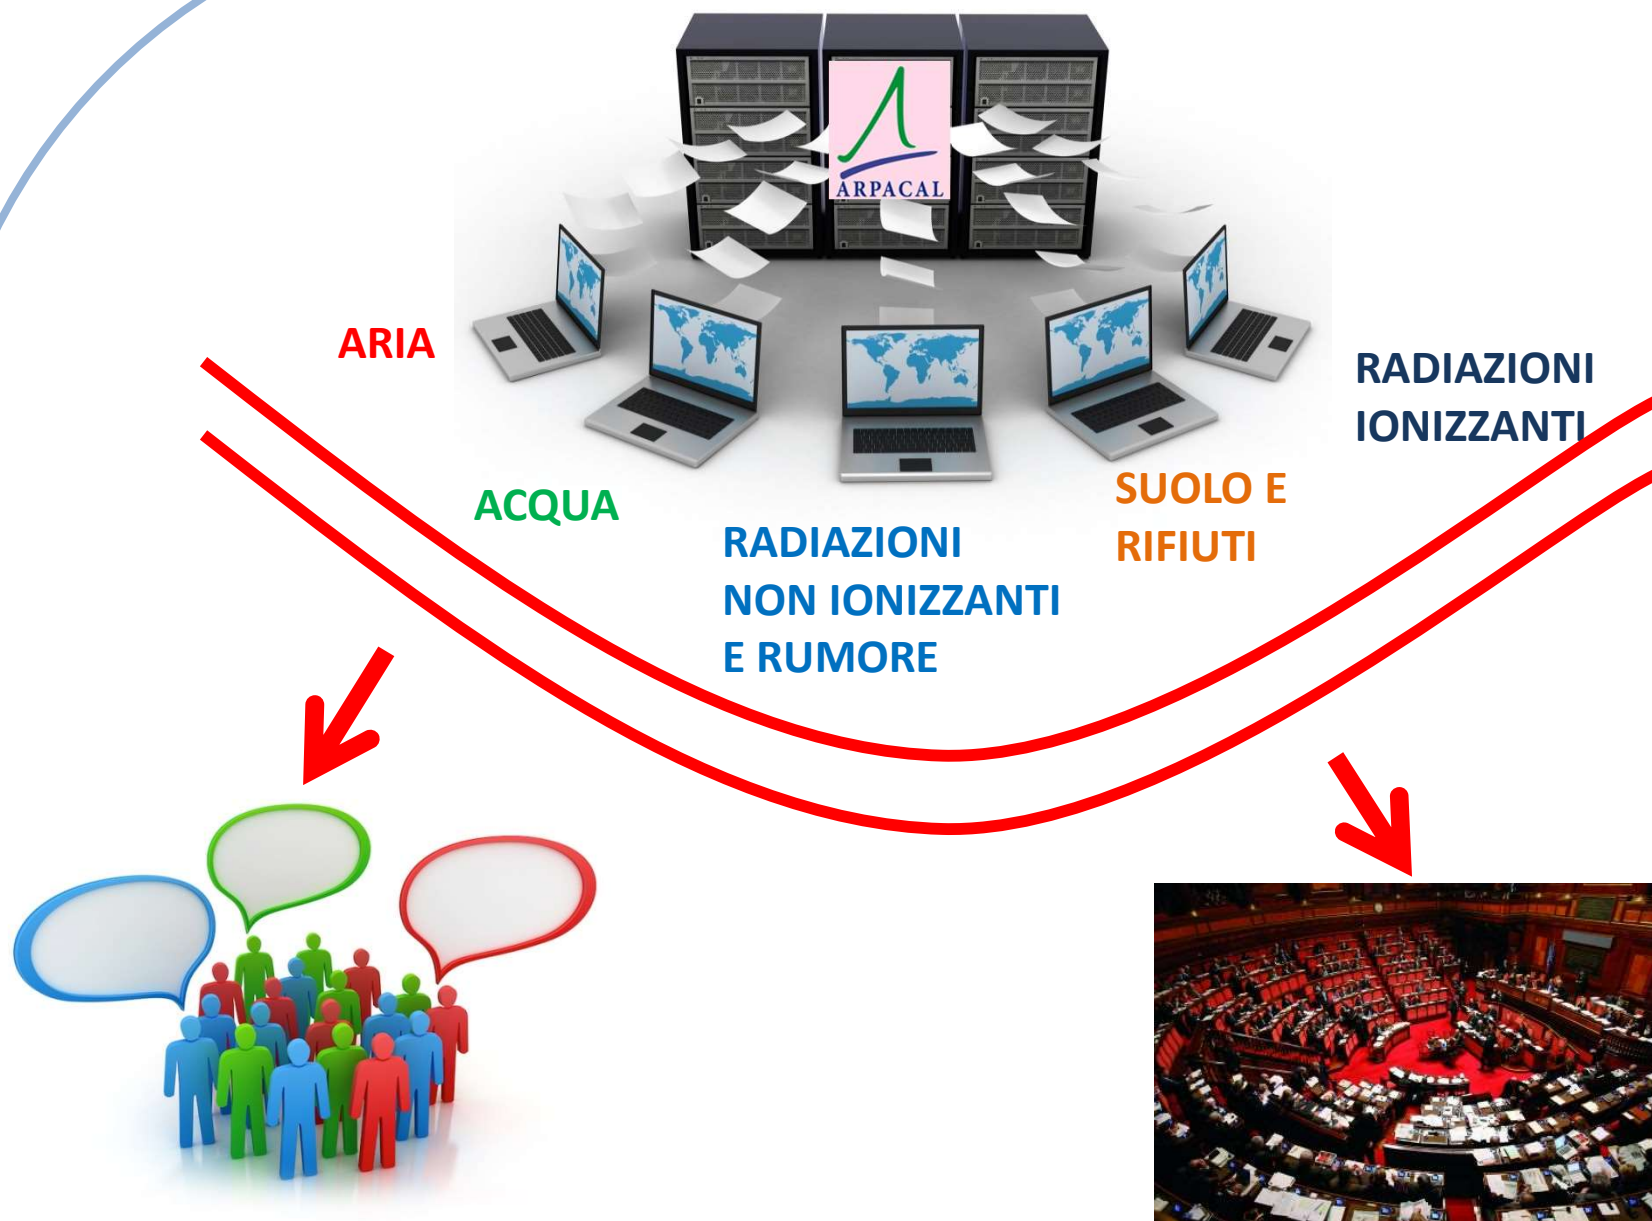 ARPACAL
ARIA
ACQUA
RADIAZIONI
NON IONIZZANTI
E RUMORE
SUOLO E
RIFIUTI
RADIAZIONI
IONIZZANTI